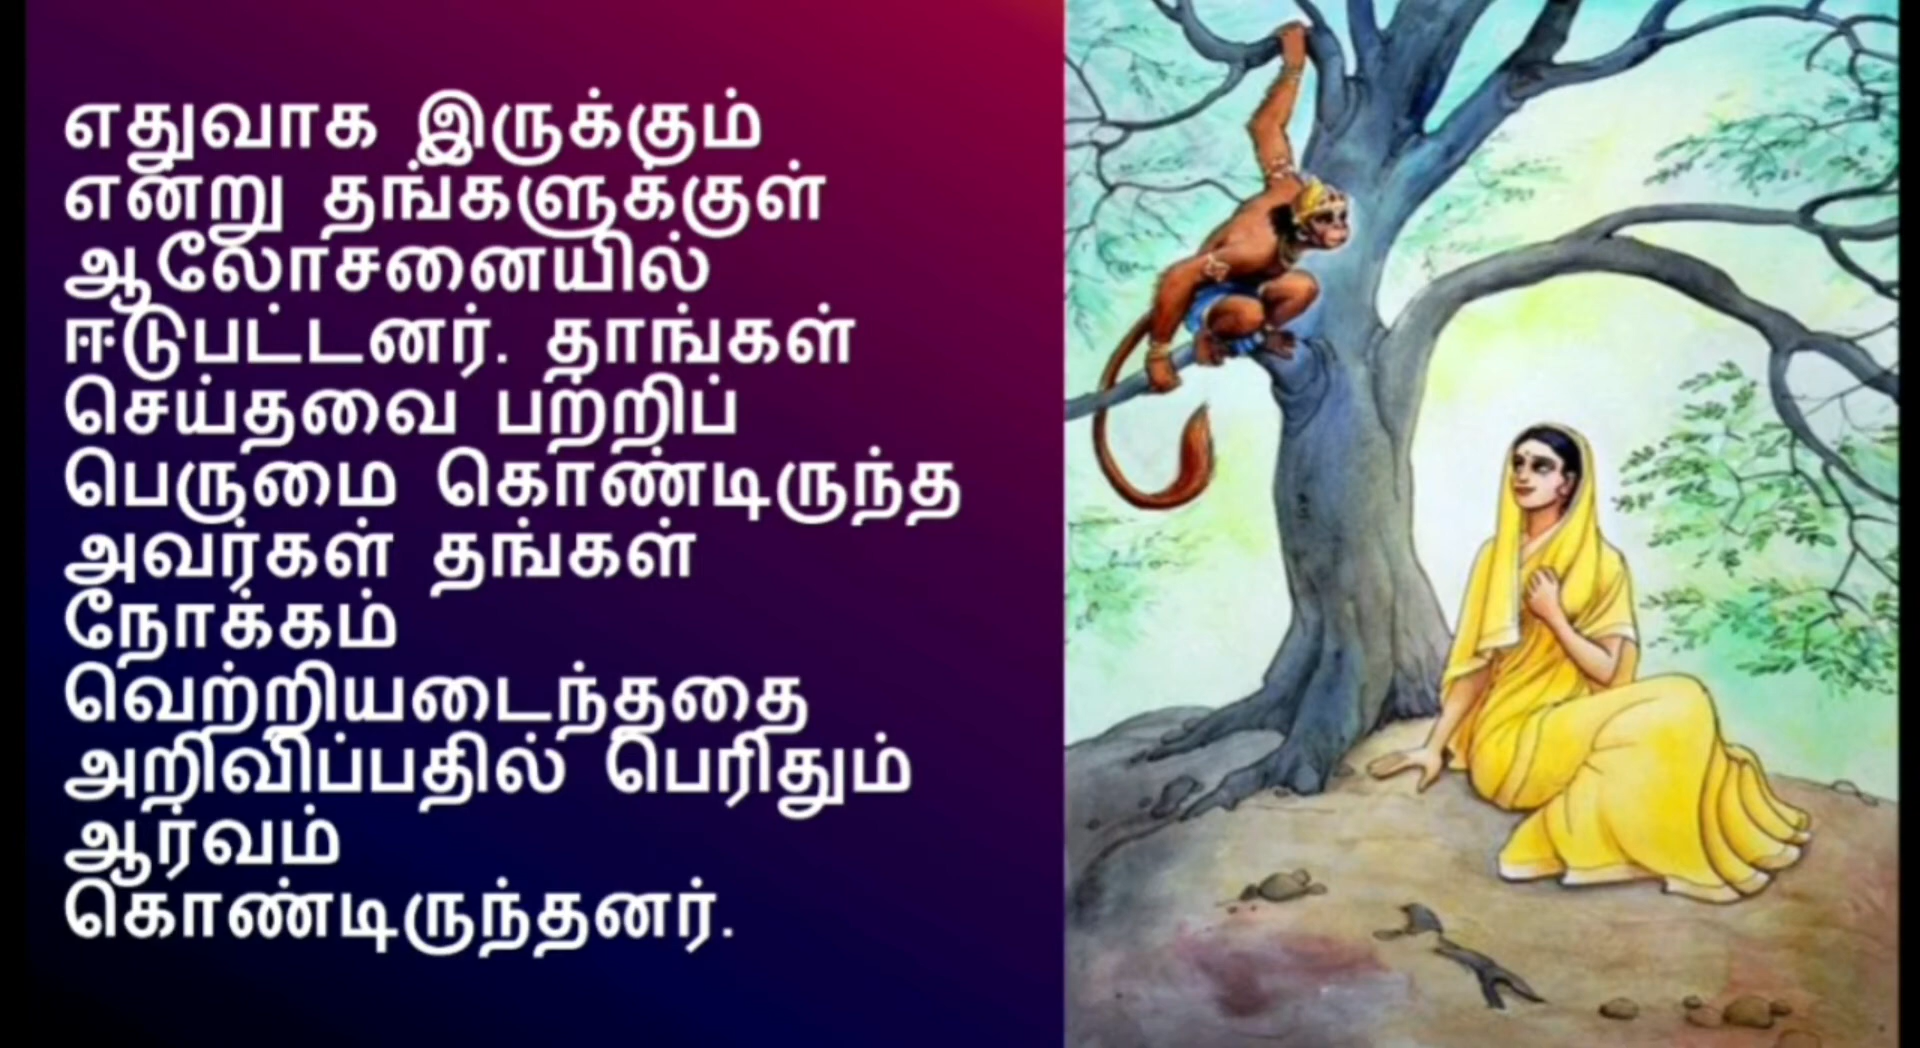 எதுவாக இருக்கும்
என்று தங்களுக்குள்
ஆலோசனையில்
ஈடுபட்டனர். தாங்கள்
செய்தவை பற்றிப்
பெருமை கொண்டிருந்த
அவர்கள் தங்கள்
நோக்கம்
வெற்றியடைந்ததை
அறிவிப்பதில் பெரிதும்
ஆர்வம்
கொண்டிருந்தனர்.